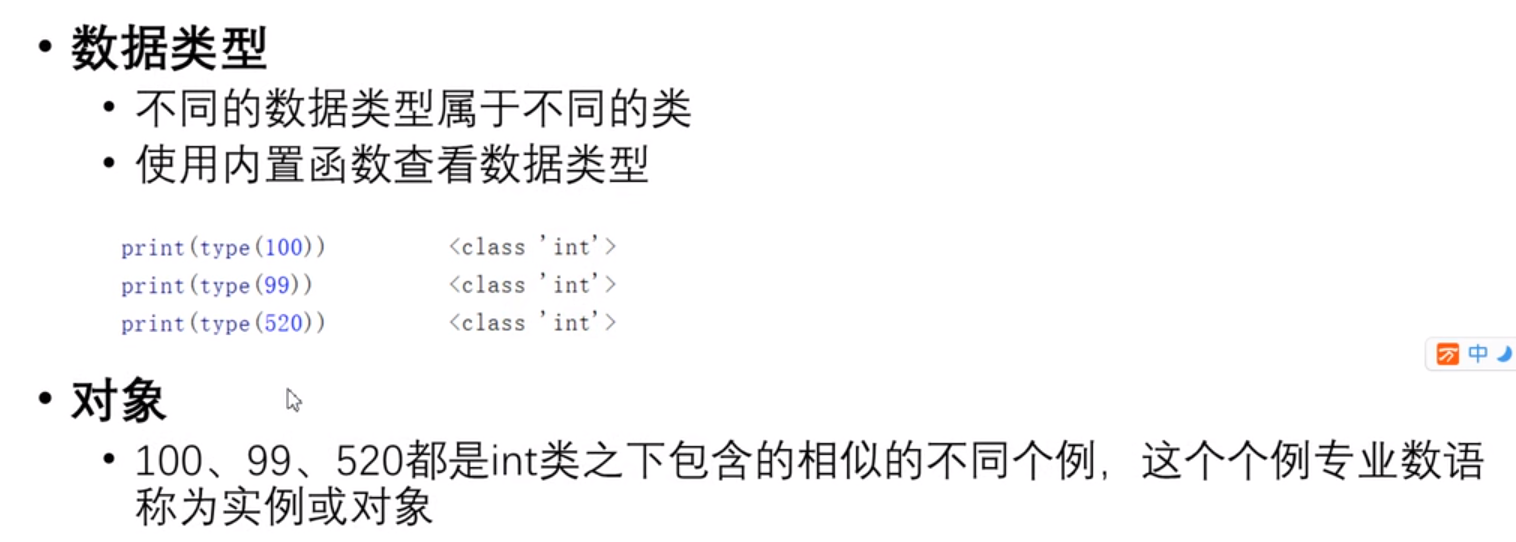 • 数据类型
• 不同的数据类型属于不同的类
• 使用内置函数查看数据类型
print(type(100)) <class 'int'>
print(type(99)) <class 'int'>
print(type(520)) <class 'int'>
中
• 对象
• 100、99、520都是int类之下包含的相似的不同个例，这个个例专业数语
称为实例或对象